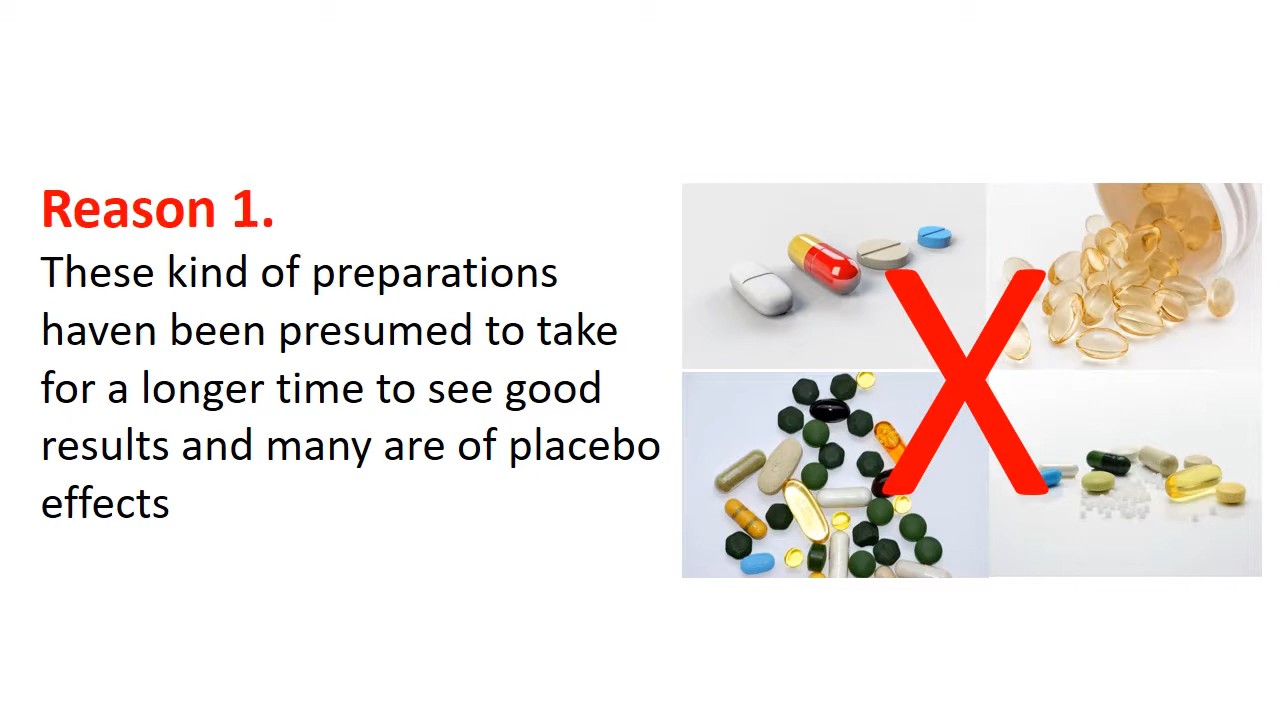 Reason 1.
These kind of preparations
haven been presumed to take
for a longer time to see good
results and many are of placebo
effects
X